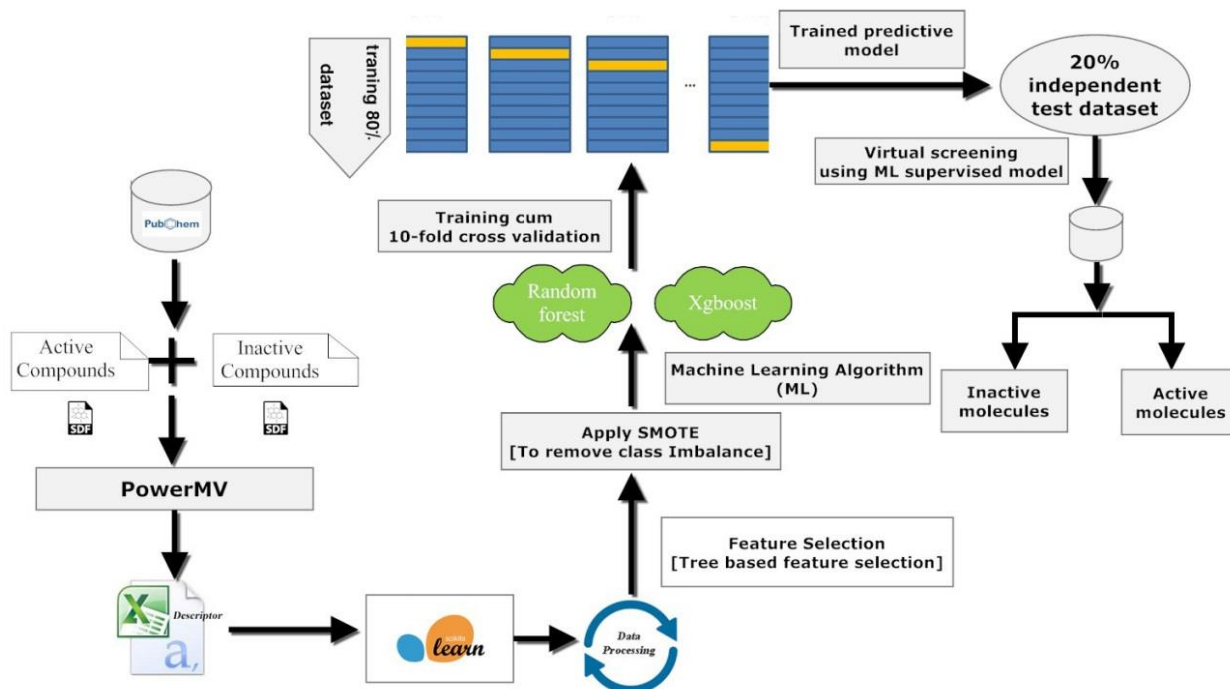 PubChem
Active
Compounds
Inactive
Compounds
SDF
SDF
PowerMV
Descriptor
a,
scikit
learn
Data
Processing
Feature Selection
[Tree based feature selection]
Apply SMOTE
[To remove class Imbalance]
Machine Learning Algorithm
(ML)
Random
forest
Xgboost
Training cum
10-fold cross validation
traning 80%
dataset
...
Trained predictive
model
20%
independent
test dataset
Virtual screening
using ML supervised model
Inactive
molecules
Active
molecules